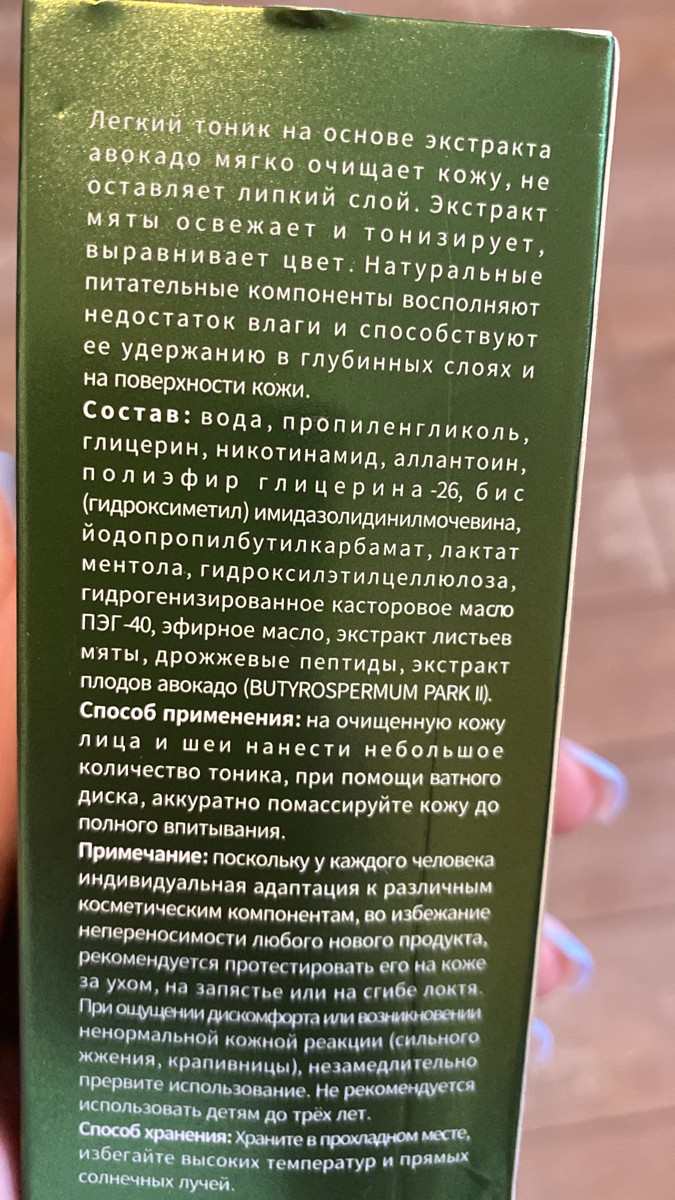 Легкий тоник на основе экстракта
авокадо мягко очищает кожу, не
оставляет липкий слой. Экстракт
мяты освежает и тонизирует,
выравнивает цвет. Натуральные
питательные компоненты восполняют
недостаток влаги и способствуют
ее удержанию в глубинных слоях и
на поверхности кожи.
Состав: вода, пропиленгликоль,
глицерин, никотинамид, аллантоин,
полиэфир глицерина-26, бис
(гидроксиметил) имидазолидинилмочевина,
йодопропилбутилкарбамат, лактат
ментола, гидроксилэтилцеллюлоза,
гидрогенизированное касторовое масло
ПЭГ-40, эфирное масло, экстракт листьев
мяты, дрожжевые пептиды, экстракт
плодов авокадо (BUTYROSPERMUM PARK II).
Способ применения: на очищенную кожу
лица и шеи нанести небольшое
количество тоника, при помощи ватного
диска, аккуратно помассируйте кожу до
полного впитывания.
Примечание: поскольку у каждого человека
индивидуальная адаптация к различным
косметическим компонентам, во избежание
непереносимости любого нового продукта,
рекомендуется протестировать его на коже
за ухом, на запястье или на сгибе локтя.
При ощущении дискомфорта или возникновении
ненормальной кожной реакции (сильного
жжения, крапивницы), незамедлительно
прервите использование. Не рекомендуется
использовать детям до трёх лет.
Способ хранения: Храните в прохладном месте,
избегайте высоких температур и прямых
солнечных лучей.